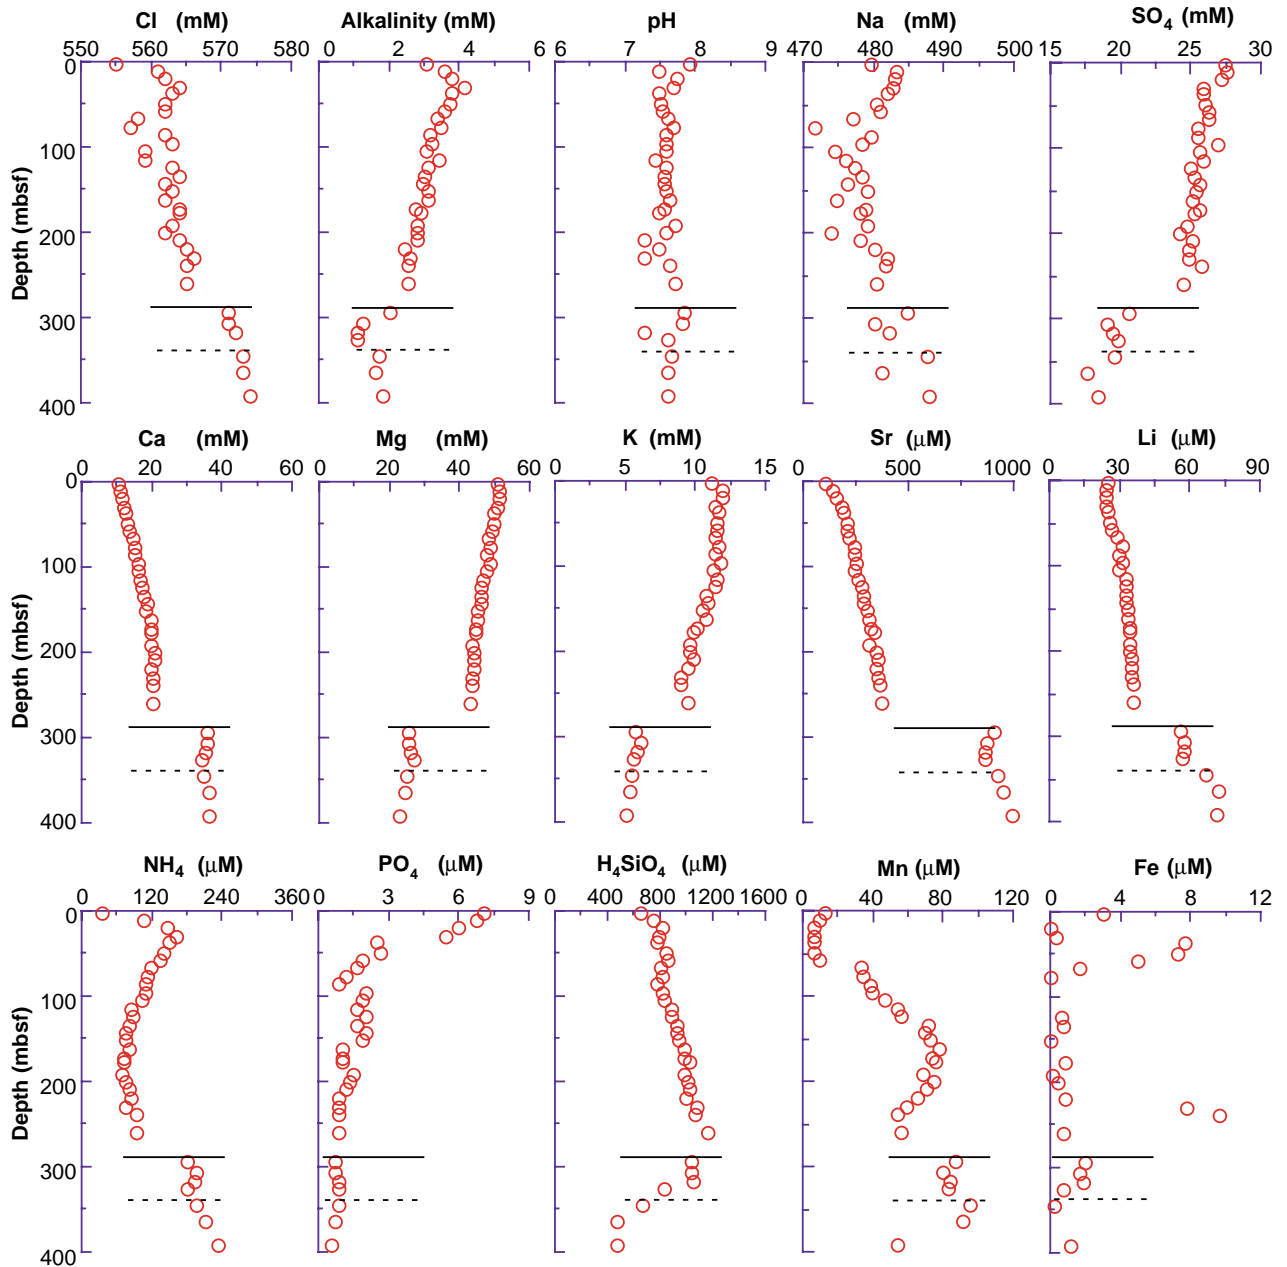 Cl (mM) Alkalinity (mM) pH Na (mM) SO4 (mM)
550 560 570 580 0 2 4 6 6 7 8 9 470 480 490 500 15 20 25 30
0
100
200
300
400
Depth (mbsf)
Ca (mM) Mg (mM) K (mM) Sr (μM) Li (μM)
0 20 40 60 0 20 40 60 0 5 10 15 0 500 1000 0 30 60 90
0
100
200
300
400
Depth (mbsf)
NH4 (μM) PO4 (μM) H4SiO4 (μM) Mn (μM) Fe (μM)
0 120 240 3600 0 3 6 9 0 400 800 1200 1600 0 40 80 120 0 4 8 12
0
100
200
300
400
Depth (mbsf)